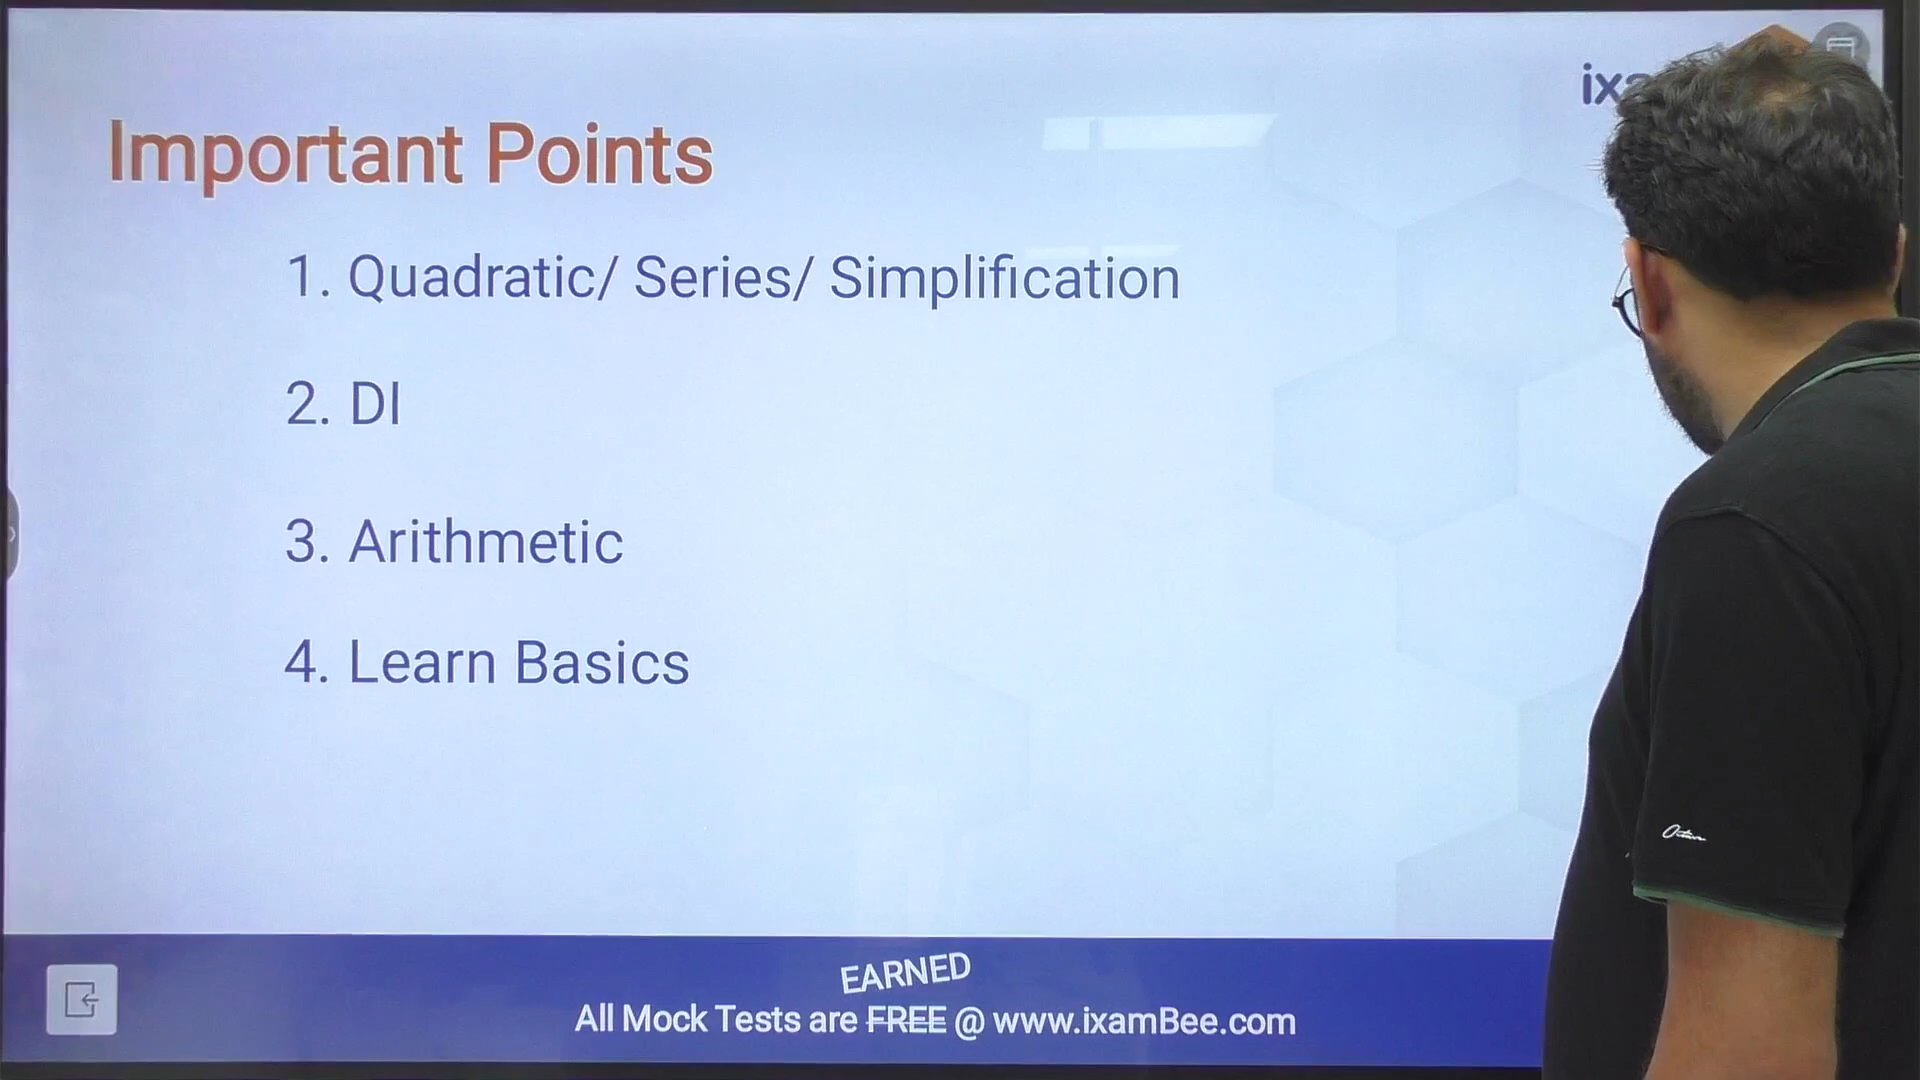 Important Points
1. Quadratic/ Series/ Simplification
2. DI
3. Arithmetic
4. Learn Basics
EARNED
All Mock Tests are FREE @ www.ixamBee.com